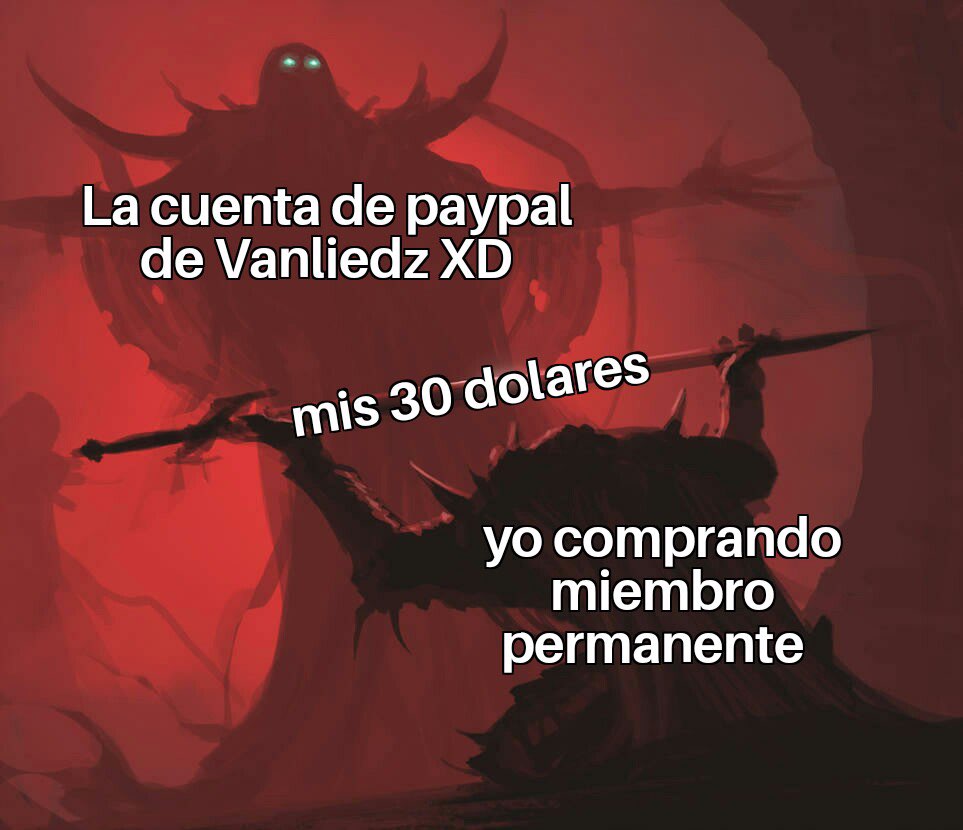 La cuenta de paypal
de Vanliedz XD
mis 30 dolares
yo comprando
miembro
permanente